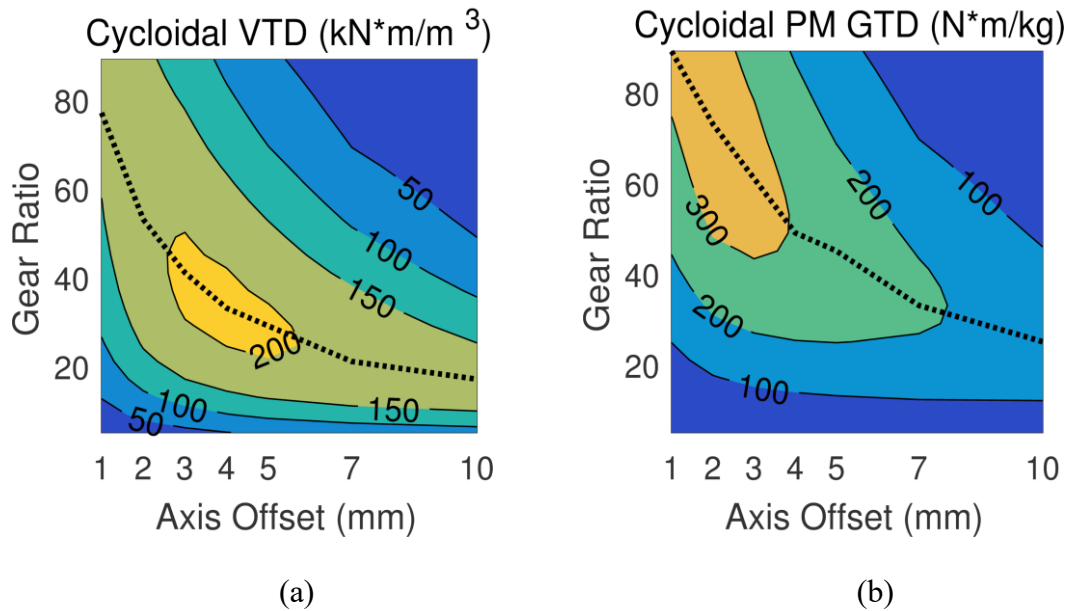 Cycloidal VTD (kN*m/m ³)
Gear Ratio
80
60
40
20
50
100
150
200
150
100
50
1 2 3 4 5 7 10
Axis Offset (mm)
(a)
Cycloidal PM GTD (N*m/kg)
Gear Ratio
80
60
40
20
100
200
300
200
100
1 2 3 4 5 7 10
Axis Offset (mm)
(b)